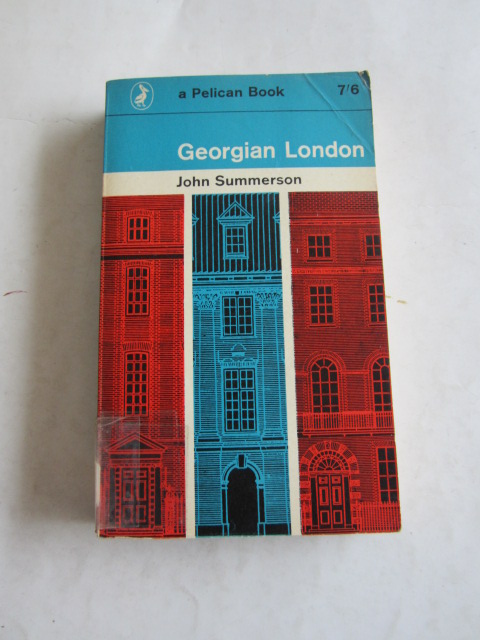 a Pelican Book 7'6
Georgian London
John Summerson